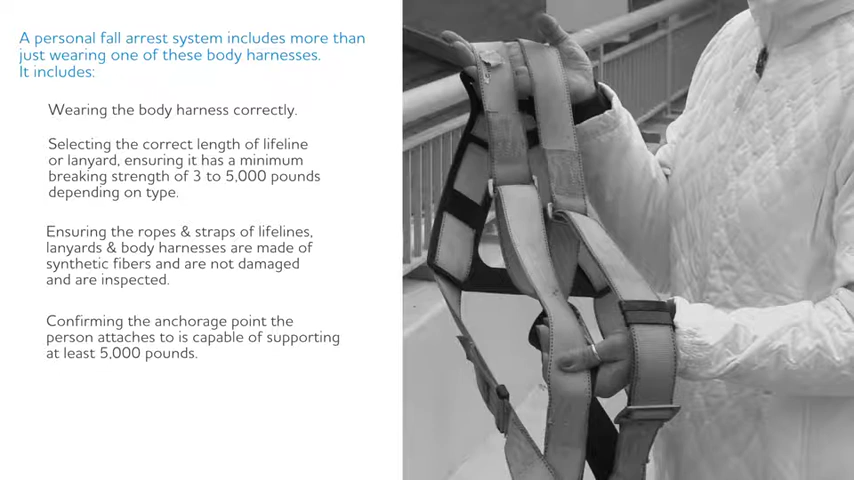 A personal fall arrest system includes more than
just wearing one of these body harnesses.
It includes:
Wearing the body harness correctly.
Selecting the correct length of lifeline
or lanyard, ensuring it has a minimum
breaking strength of 3 to 5,000 pounds
depending on type.
Ensuring the ropes & straps of lifelines,
lanyards & body harnesses are made of
synthetic fibers and are not damaged
and are inspected.
Confirming the anchorage point the
person attaches to is capable of supporting
at least 5,000 pounds.